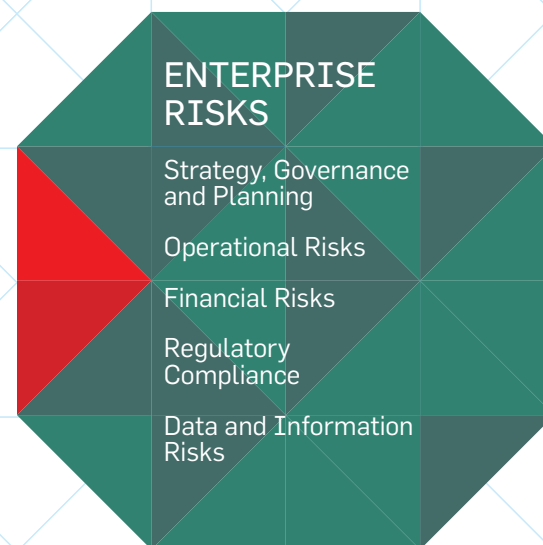 ENTERPRISE
RISKS
Strategy, Governance
and Planning
Operational Risks
Financial Risks
Regulatory
Compliance
Data and Information
Risks